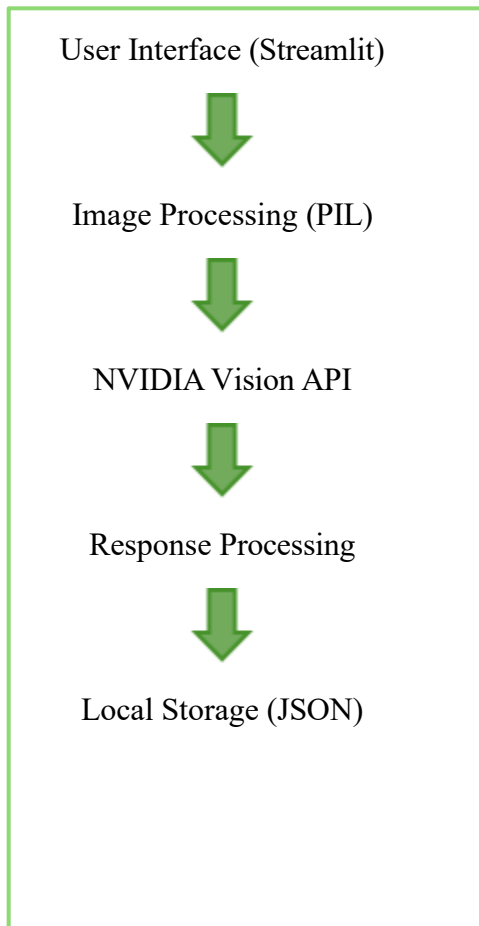 User Interface (Streamlit)
Image Processing (PIL)
NVIDIA Vision API
Response Processing
Local Storage (JSON)